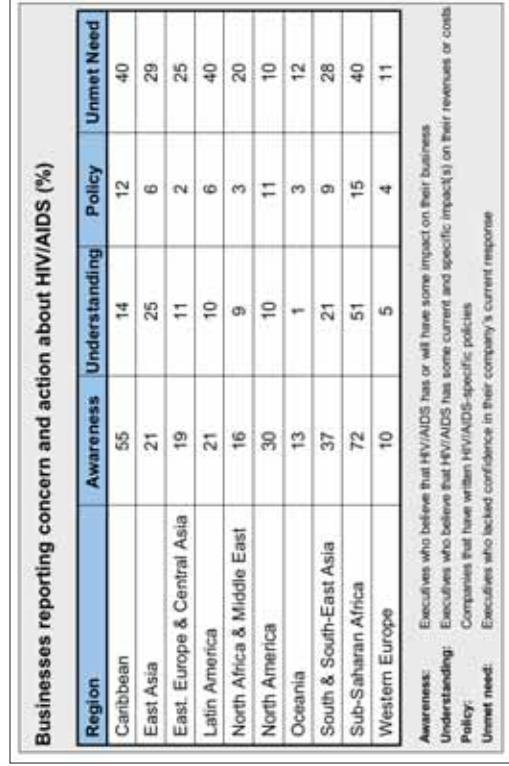 Businesses reporting concern and action about HIV/AIDS (%)
Region Awareness Understanding Policy Unmet Need
Caribbean 55 14 12 40
East Asia 21 25 6 29
East. Europe & Central Asia 19 11 2 25
Latin America 21 10 6 40
North Africa & Middle East 16 9 3 20
North America 30 10 11 10
Oceania 13 1 3 12
South & South-East Asia 37 21 9 28
Sub-Saharan Africa 72 51 15 40
Western Europe 10 5 4 11
Awareness: Executives who believe that HIV/AIDS has or will have some impact on their business
Understanding: Executives who believe that HIV/AIDS has some current and specific impact(s) on their revenues or costs
Policy: Companies that have written HIV/AIDS-specific policies
Unmet need: Executives who lacked confidence in their company's current response